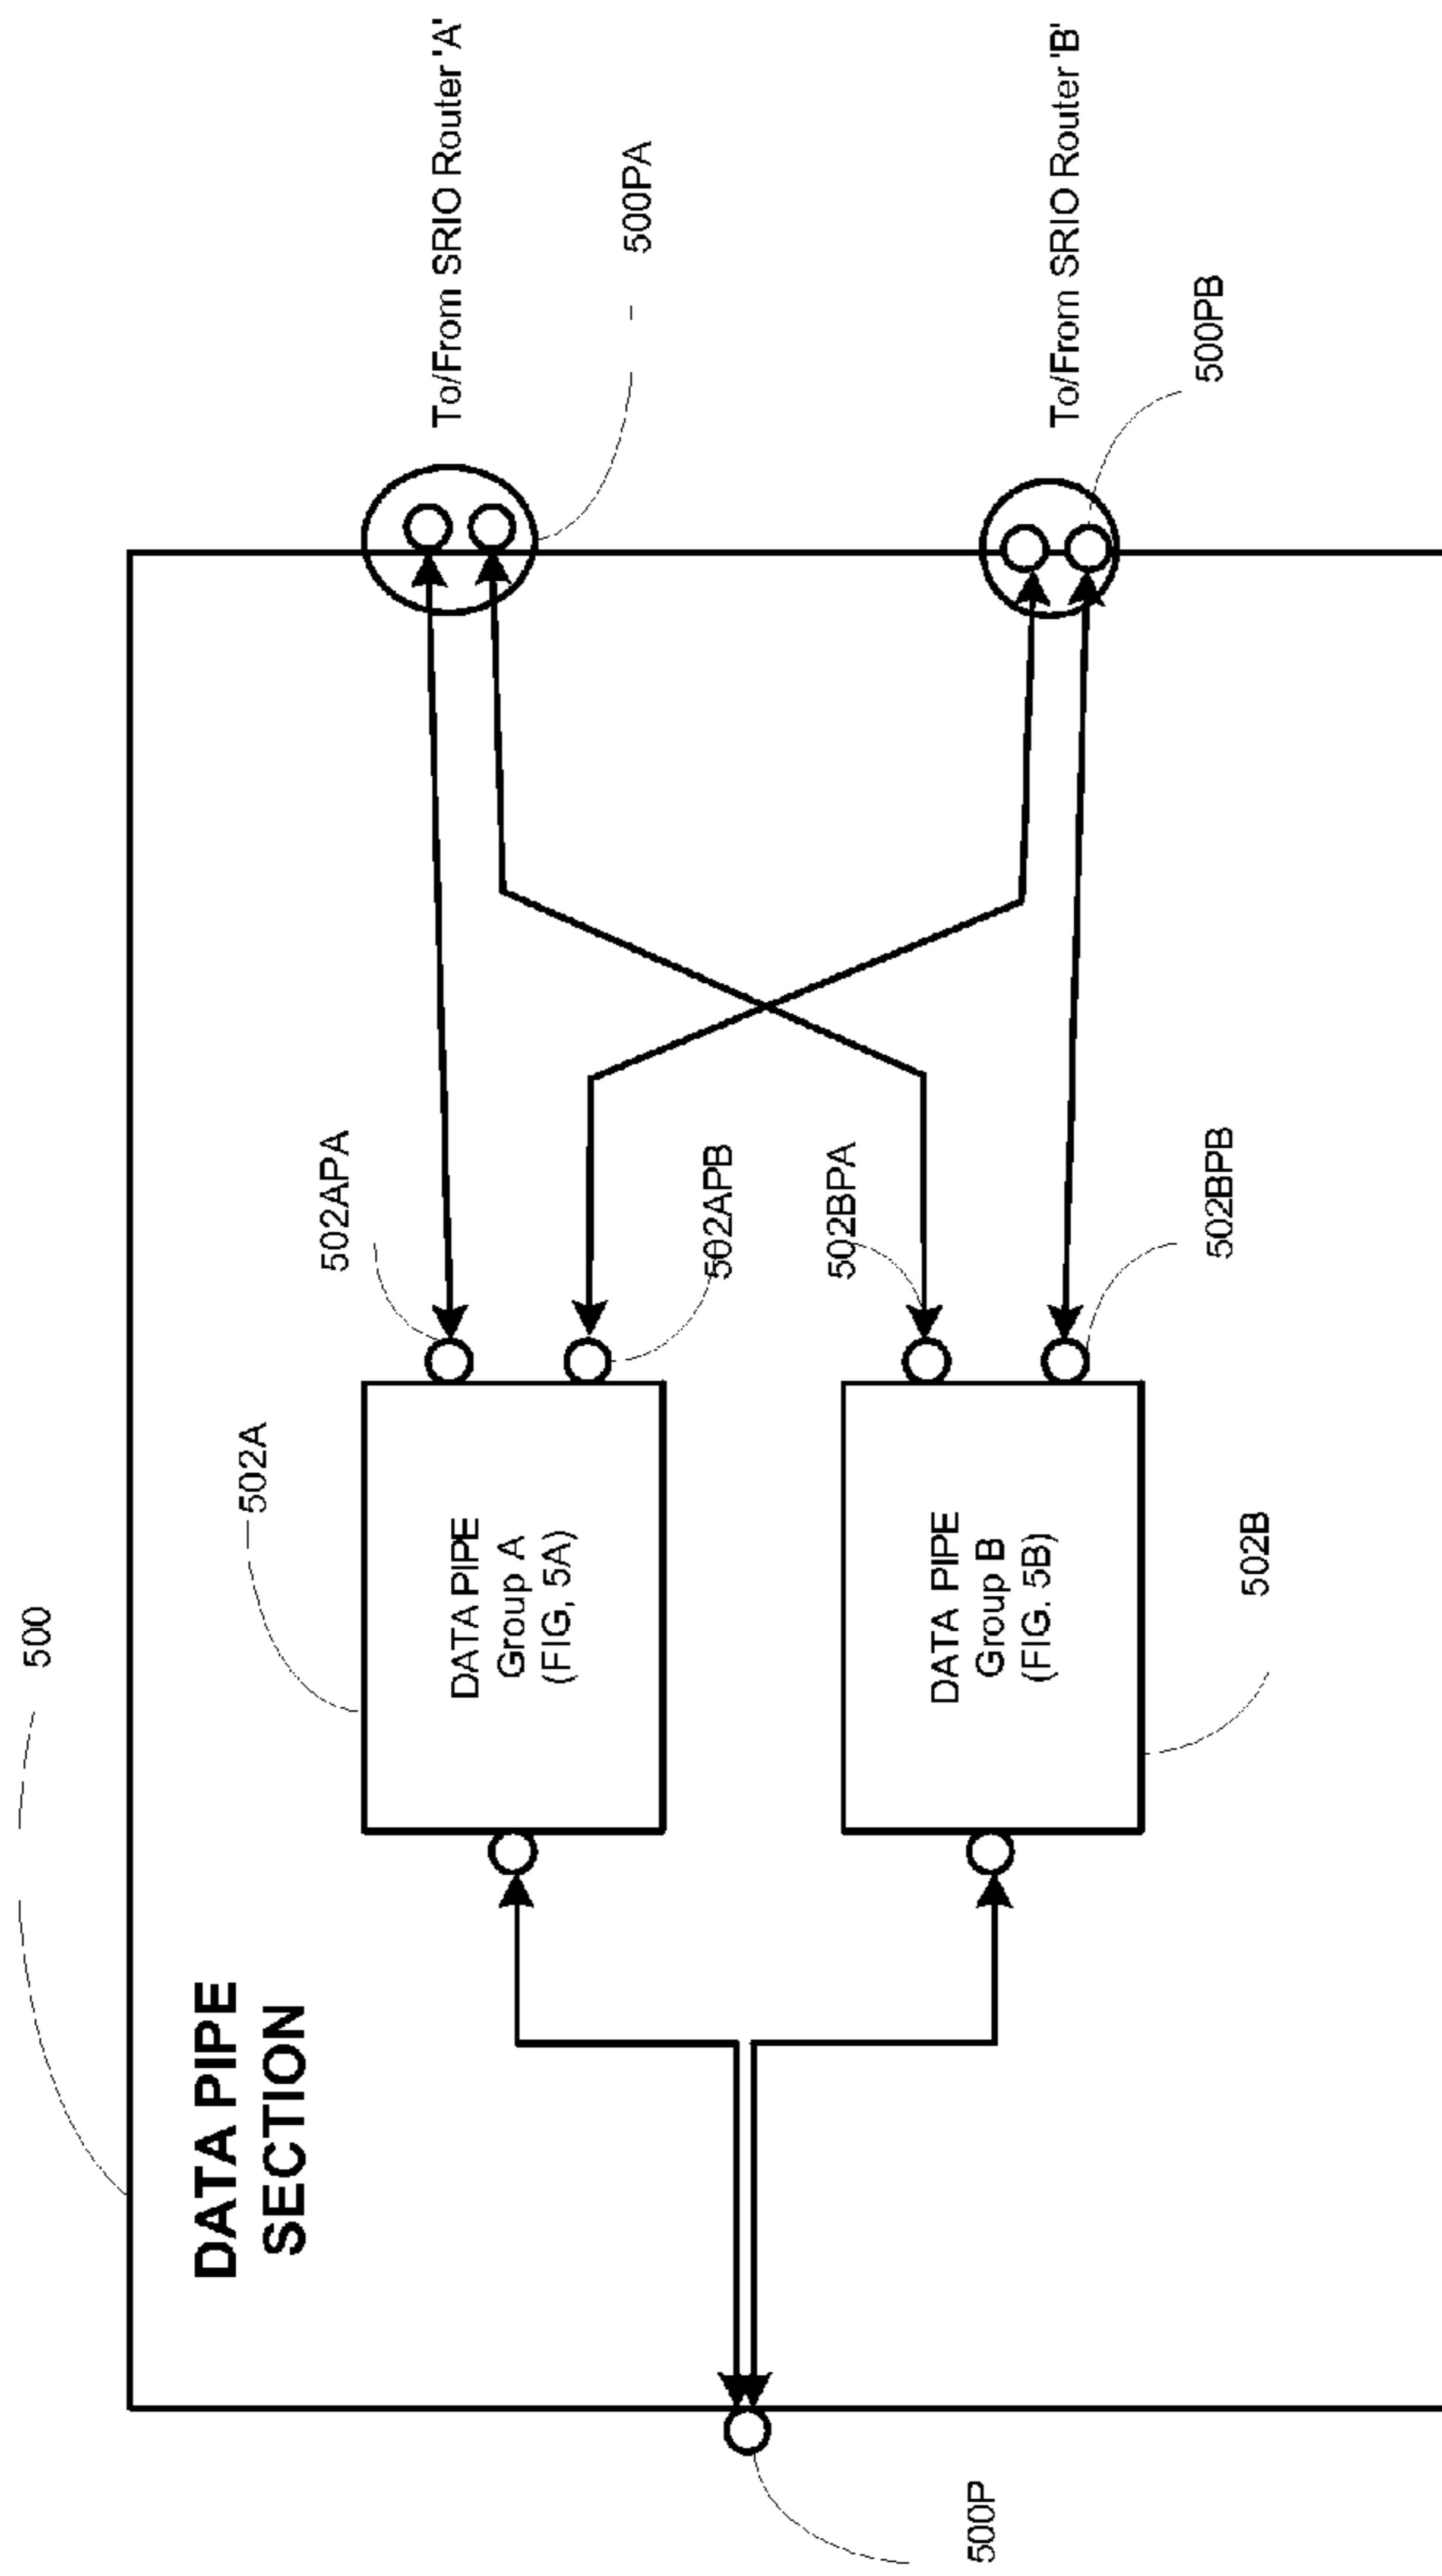 500
DATA PIPE
SECTION
502A
502APA
To/From SRIO Router 'A'
DATA PIPE
Group A
(FIG, 5A)
500PA
502APB
502BPA
DATA PIPE
Group B
(FIG. 5B)
To/From SRIO Router 'B'
500P
502BPB
500PB
502B